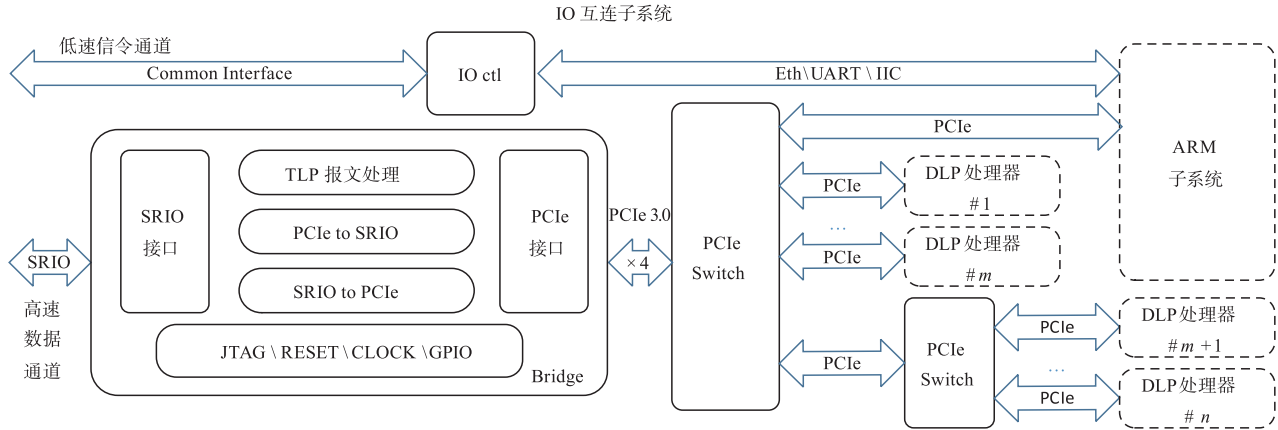 IO 互连子系统
低速信令通道
Common Interface
IO ctl
Eth\UART \ IIC
PCIe
ARM
子系统
SRIO
高速
数据
通道
SRIO
接口
TLP 报文处理
PCIe to SRIO
SRIO to PCIe
PCIe
接口
JTAG \ RESET \ CLOCK \GPIO
Bridge
PCIe 3.0
×4
PCIe
Switch
PCIe
DLP 处理器
#1
…
PCIe
DLP 处理器
#m
PCIe
PCIe
Switch
PCIe
DLP 处理器
#m+1
…
PCIe
DLP 处理器
# n